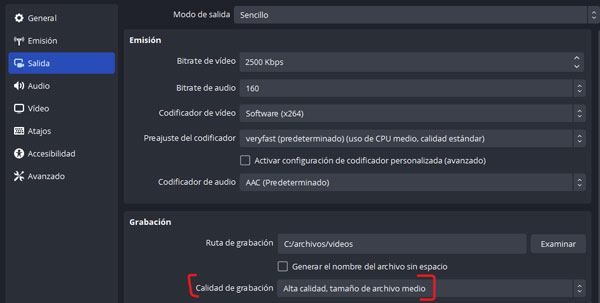 General
Emisión
Salida
Audio
Vídeo
Atajos
Accesibilidad
Avanzado
Modo de salida Sencillo
Emisión
Bitrate de vídeo 2500 Kbps
Bitrate de audio 160
Codificador de vídeo Software (x264)
Preajuste del codificador veryfast (predeterminado) (uso de CPU medio, calidad estándar)
Activar configuración de codificador personalizada (avanzado)
Codificador de audio AAC (Predeterminado)
Grabación
Ruta de grabación C:/archivos/videos Examinar
Generar el nombre del archivo sin espacio
Calidad de grabación Alta calidad, tamaño de archivo medio